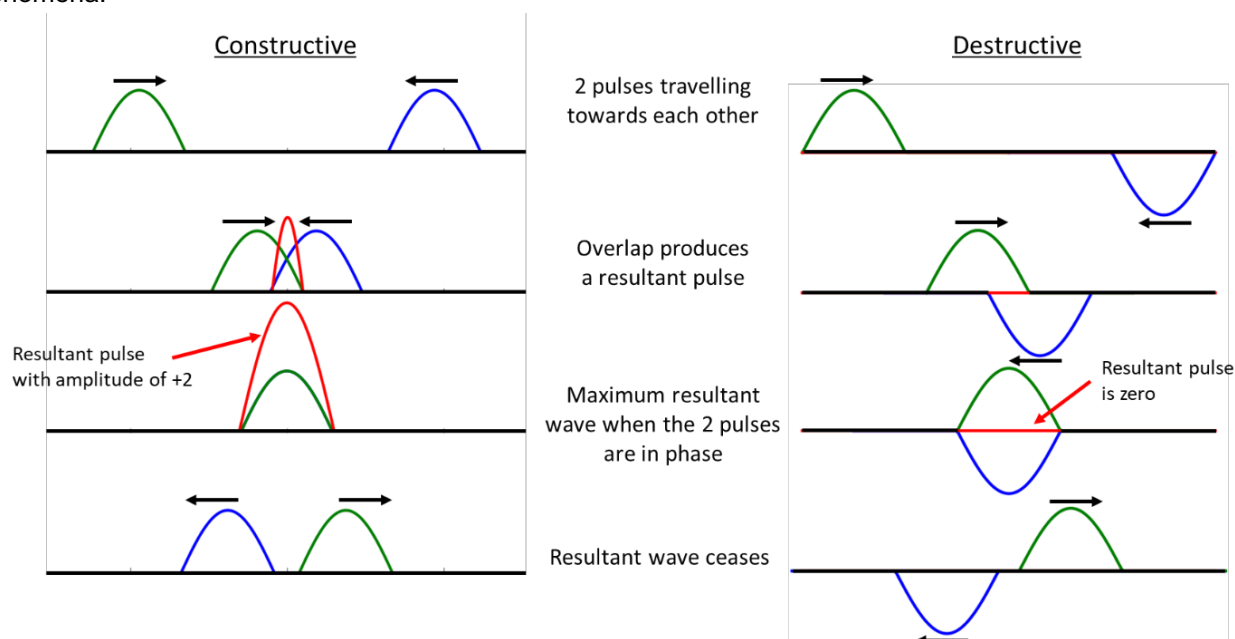 Constructive
Destructive
2 pulses travelling
towards each other
Overlap produces
a resultant pulse
Resultant pulse
with amplitude of +2
Resultant pulse
is zero
Maximum resultant
wave when the 2 pulses
are in phase
Resultant wave ceases